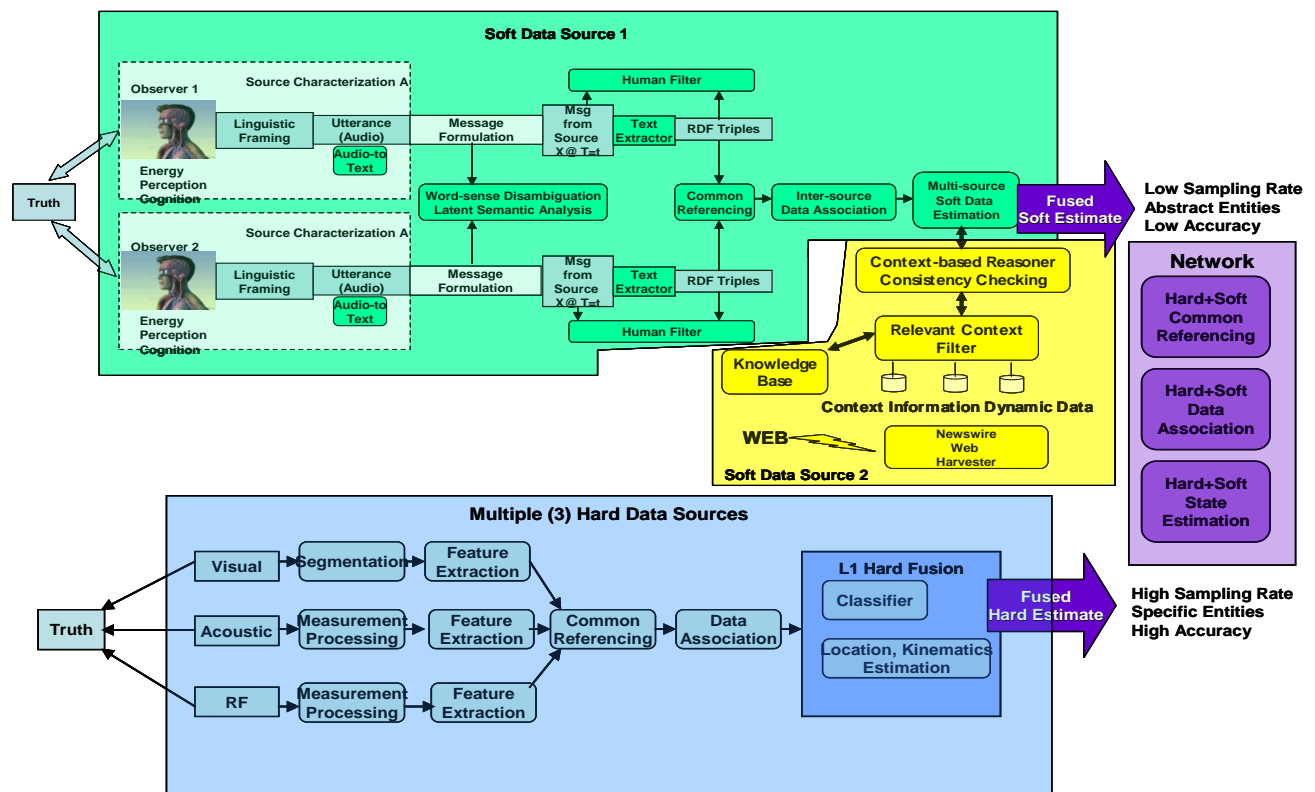 Soft Data Source 1
Source Characterization A
Observer 1
Linguistic
Framing
Utterance
(Audio)
Audio-to
Text
Energy
Perception
Cognition
Message
Formulation
Human Filter
Msg
from
Source
X @ T=t
Text
Extractor
RDF Triples
Truth
Word-sense Disambiguation
Latent Semantic Analysis
Common
Referencing
Inter-source
Data Association
Multi-source
Soft Data
Estimation
Fused
Soft Estimate
Low Sampling Rate
Abstract Entities
Low Accuracy
Source Characterization A
Observer 2
Linguistic
Framing
Utterance
(Audio)
Audio-to
Text
Energy
Perception
Cognition
Message
Formulation
Msg
from
Source
X @ T=t
Text
Extractor
RDF Triples
Human Filter
Context-based Reasoner
Consistency Checking
Relevant Context
Filter
Knowledge
Base
Context Information Dynamic Data
WEB
Newswire
Web
Harvester
Soft Data Source 2
Network
Hard+Soft
Common
Referencing
Hard+Soft
Data
Association
Hard+Soft
State
Estimation
Multiple (3) Hard Data Sources
Truth
Visual
Segmentation
Feature
Extraction
Acoustic
Measurement
Processing
Feature
Extraction
RF
Measurement
Processing
Feature
Extraction
Common
Referencing
Data
Association
L1 Hard Fusion
Classifier
Location, Kinematics
Estimation
Fused
Hard Estimate
High Sampling Rate
Specific Entities
High Accuracy